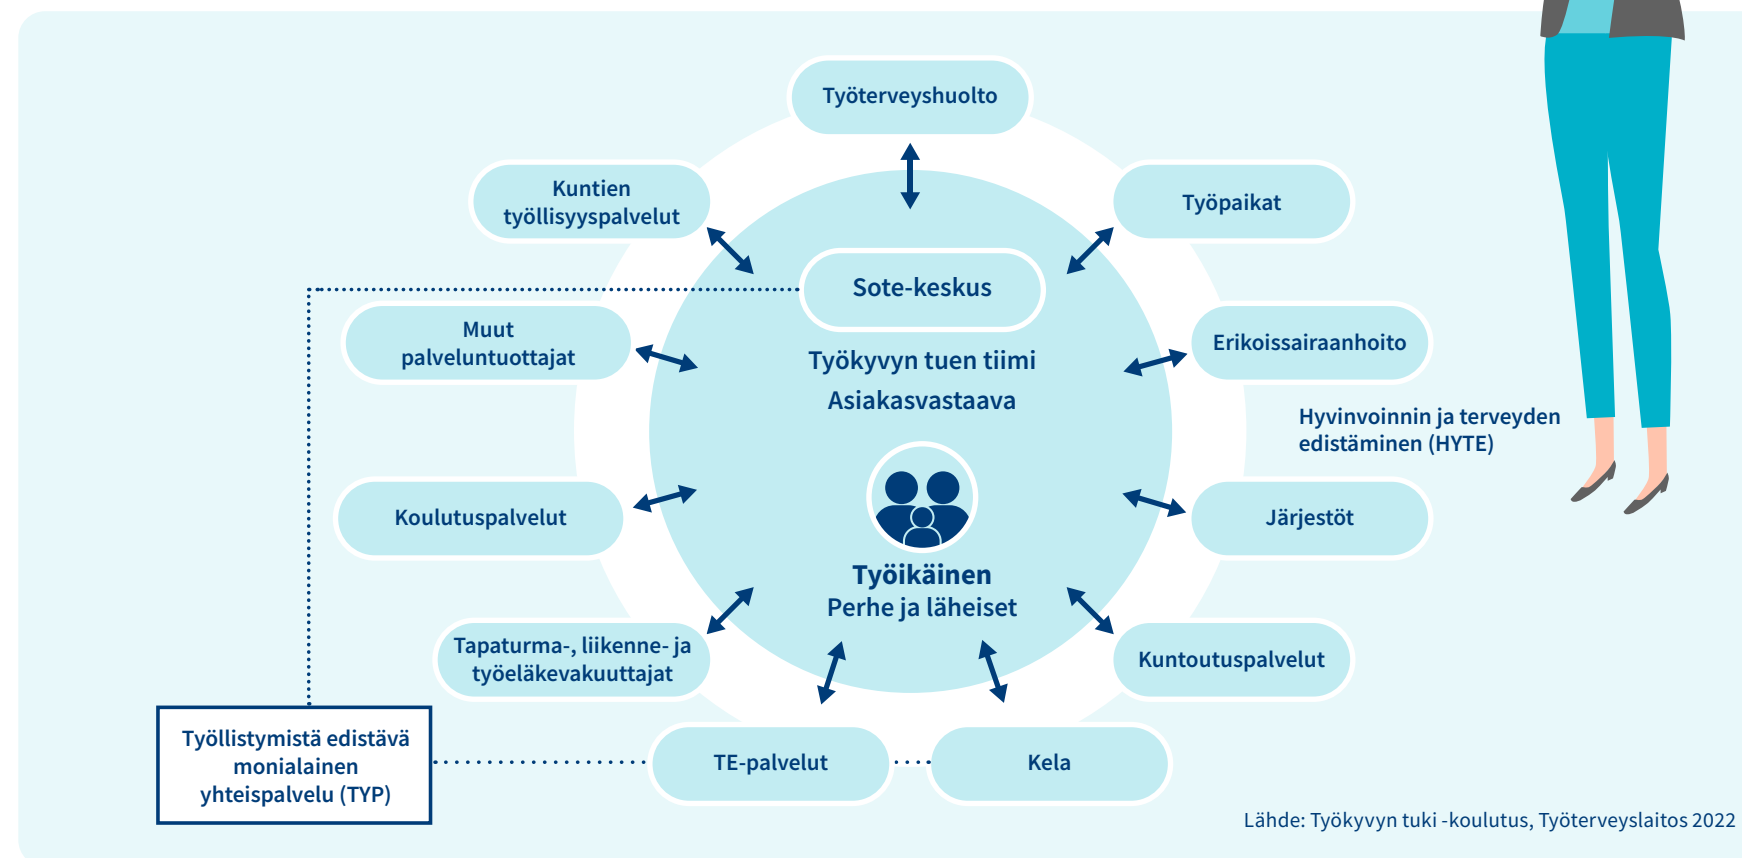 Työterveyshuolto
Kuntien
työllisyyspalvelut
Työpaikat
Sote-keskus
Muut
palveluntuottajat
Erikoissairaanhoito
Työkyvyn tuen tiimi
Asiakasvastaava
Hyvinvoinnin ja terveyden
edistäminen (HYTE)
Koulutuspalvelut
Järjestöt
Työikäinen
Perhe ja läheiset
Tapaturma-, liikenne- ja
työeläkevakuuttajat
Kuntoutuspalvelut
Työllistymistä edistävä
monialainen
yhteispalvelu (TYP)
TE-palvelut
Kela
Lähde: Työkyvyn tuki -koulutus, Työterveyslaitos 2022